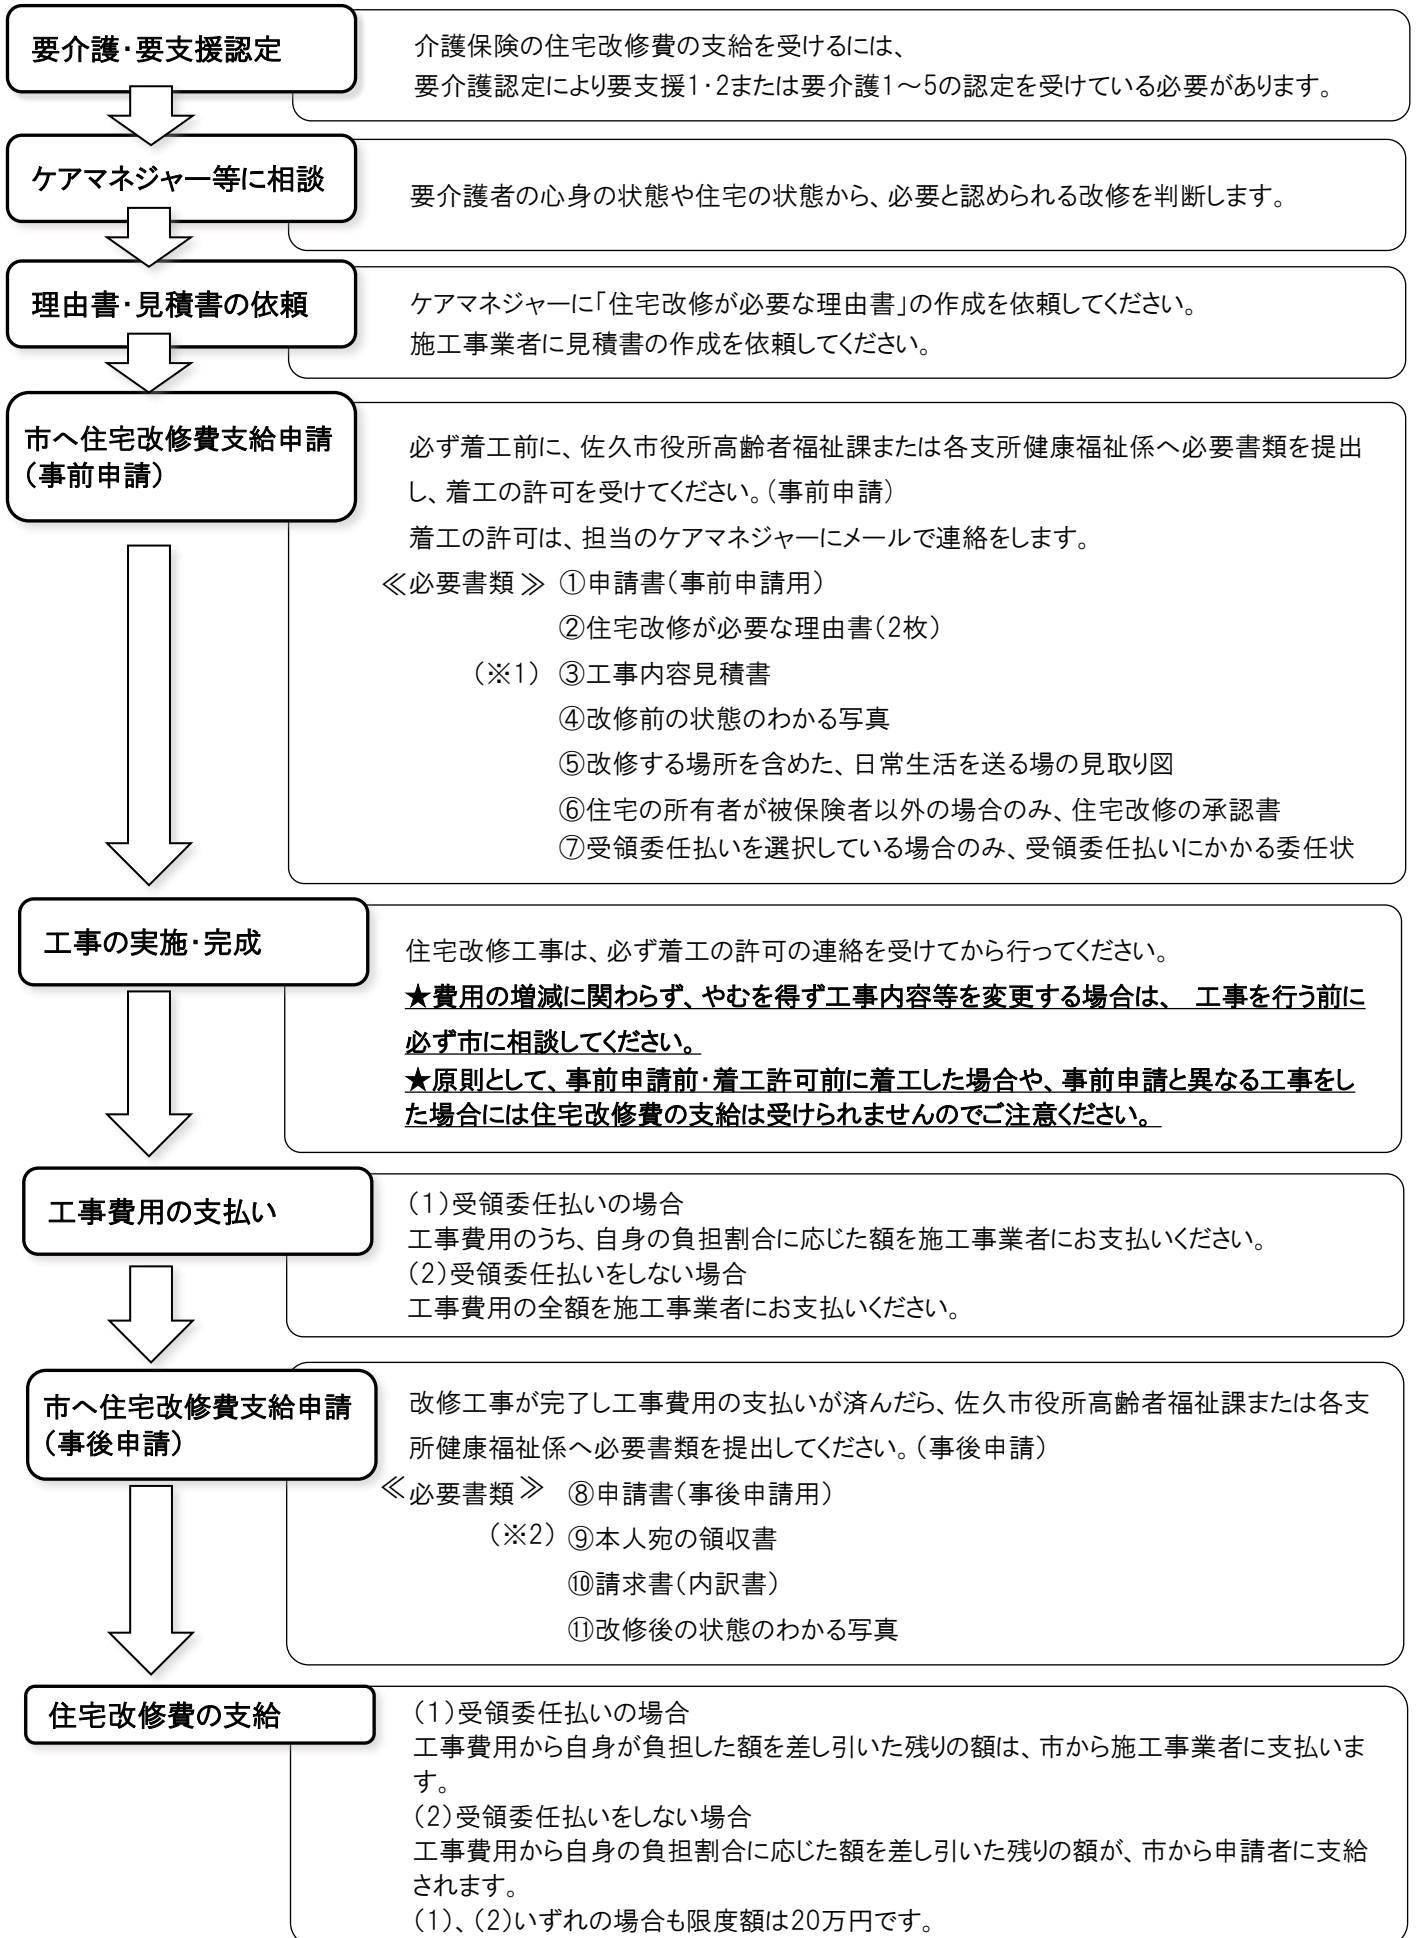 要介護・要支援認定
介護保険の住宅改修費の支給を受けるには、
要介護認定により要支援1・2または要介護1～5の認定を受けている必要があります。
ケアマネジャー等に相談
要介護者の心身の状態や住宅の状態から、必要と認められる改修を判断します。
理由書・見積書の依頼
ケアマネジャーに「住宅改修が必要な理由書」の作成を依頼してください。
施工事業者に見積書の作成を依頼してください。
市へ住宅改修費支給申請
（事前申請）
必ず着工前に、佐久市役所高齢者福祉課または各支所健康福祉係へ必要書類を提出
し、着工の許可を受けてください。（事前申請）
着工の許可は、担当のケアマネジャーにメールで連絡をします。
≪必要書類≫ ①申請書（事前申請用）
②住宅改修が必要な理由書（2枚）
（※1） ③工事内容見積書
④改修前の状態のわかる写真
⑤改修する場所を含めた、日常生活を送る場の見取り図
⑥住宅の所有者が被保険者以外の場合のみ、住宅改修の承認書
⑦受領委任払いを選択している場合のみ、受領委任払いにかかる委任状
工事の実施・完成
住宅改修工事は、必ず着工の許可の連絡を受けてから行ってください。
★費用の増減に関わらず、やむを得ず工事内容等を変更する場合は、 工事を行う前に
必ず市に相談してください。
★原則として、事前申請前・着工許可前に着工した場合や、事前申請と異なる工事をし
た場合には住宅改修費の支給は受けられませんのでご注意ください。
工事費用の支払い
（1）受領委任払いの場合
工事費用のうち、自身の負担割合に応じた額を施工事業者にお支払いください。
（2）受領委任払いをしない場合
工事費用の全額を施工事業者にお支払いください。
市へ住宅改修費支給申請
（事後申請）
改修工事が完了し工事費用の支払いが済んだら、佐久市役所高齢者福祉課または各支
所健康福祉係へ必要書類を提出してください。（事後申請）
≪必要書類≫ ⑧申請書（事後申請用）
（※2） ⑨本人宛の領収書
⑩請求書（内訳書）
⑪改修後の状態のわかる写真
住宅改修費の支給
（1）受領委任払いの場合
工事費用から自身が負担した額を差し引いた残りの額は、市から施工事業者に支払いま
す。
（2）受領委任払いをしない場合
工事費用から自身の負担割合に応じた額を差し引いた残りの額が、市から申請者に支給
されます。
（1）、（2）いずれの場合も限度額は20万円です。